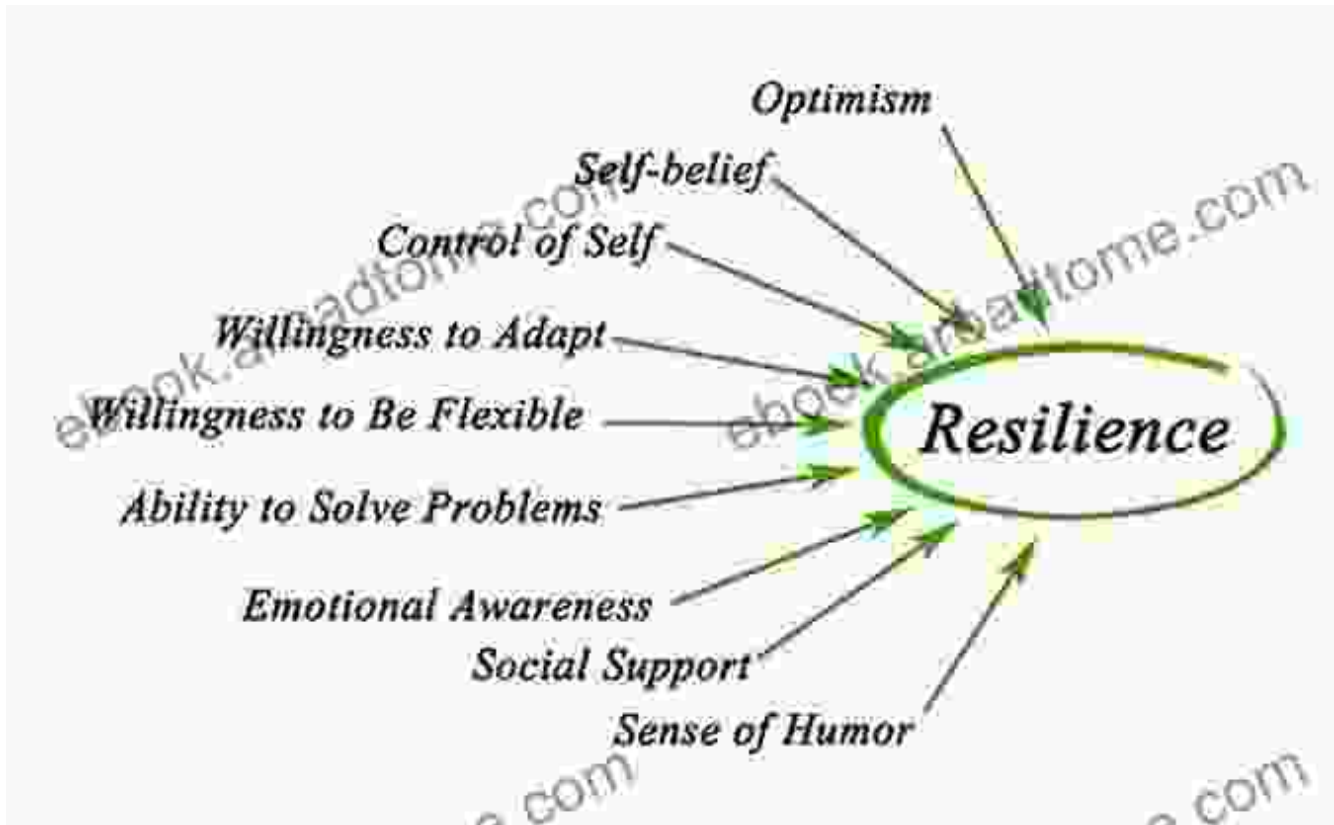 Optimism
Self-belief
Control of Self
Willingness to Adapt
Willingness to Be Flexible
Resilience
Ability to Solve Problems
Emotional Awareness
Social Support
Sense of Humor